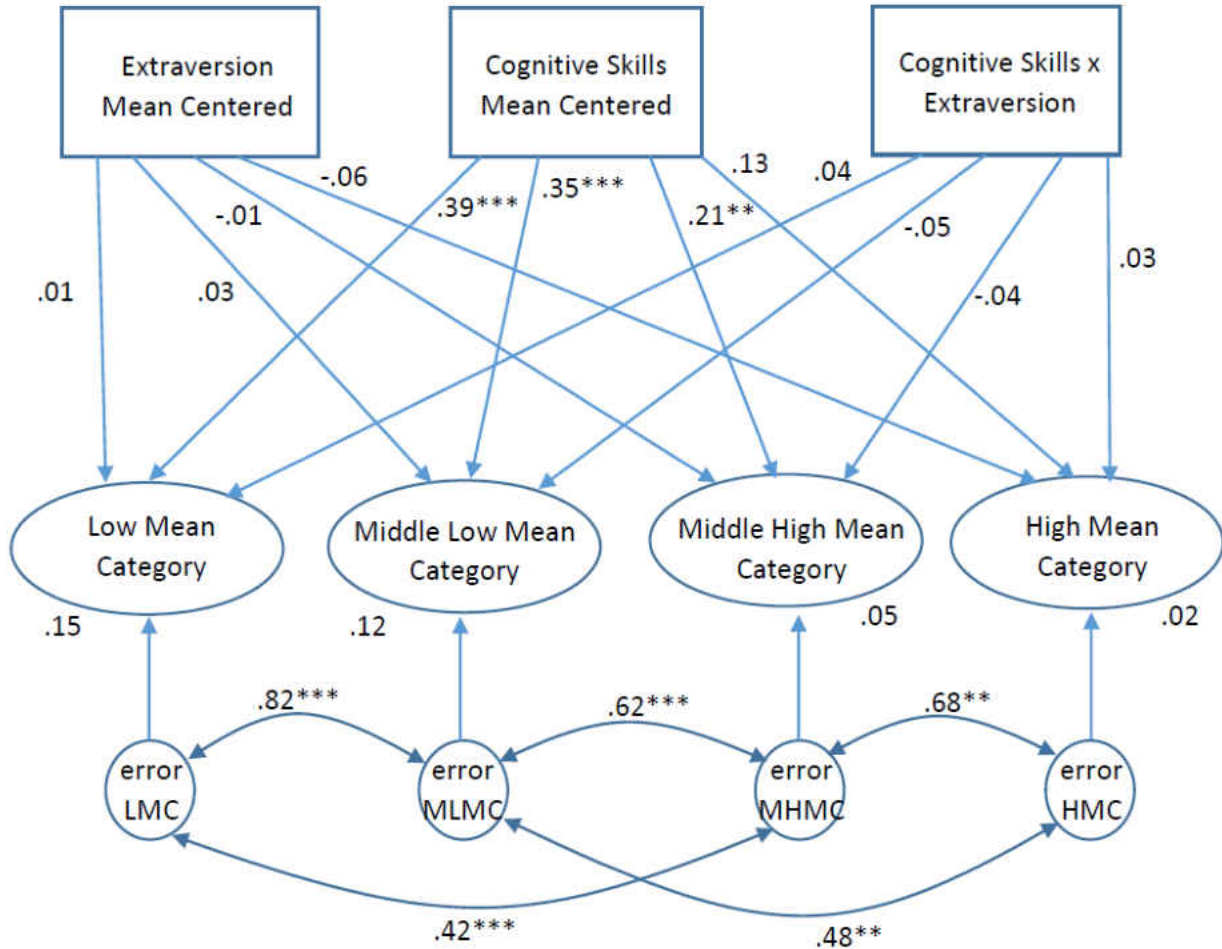 Extraversion
Mean Centered
Cognitive Skills
Mean Centered
Cognitive Skills x
Extraversion
-.06
.13
.04
-.01
.39***
.35***
.21**
-.05
.03
.01
.03
-.04
Low Mean
Category
Middle Low Mean
Category
Middle High Mean
Category
High Mean
Category
.15
.12
.05
.02
.82***
.62***
.68**
error
LMC
error
MLMC
error
MHMC
error
HMC
.42***
.48**